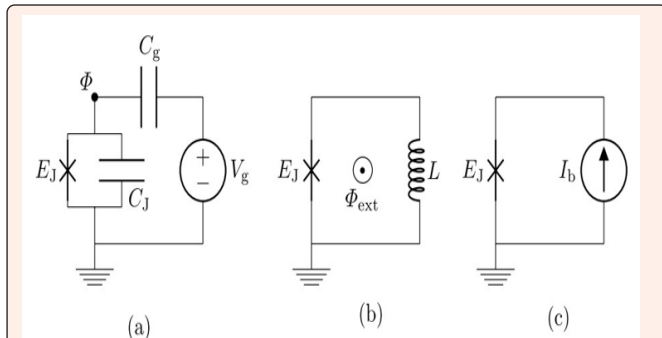 C_g
Φ
E_J
C_J
+
−
V_g
(a)
E_J
Φ_ext
L
(b)
E_J
I_b
(c)